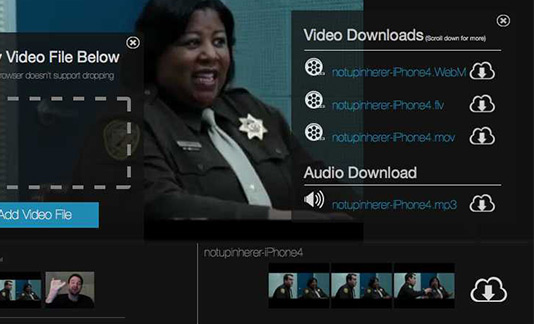 Video File Below
browser doesn't support dropping
Add Video File
Video Downloads (Scroll down for more)
notupinherer-iPhone4.WebM
notupinherer-iPhone4.flv
notupinherer-iPhone4.mov
Audio Download
notupinherer-iPhone4.mp3
notupinherer-iPhone4